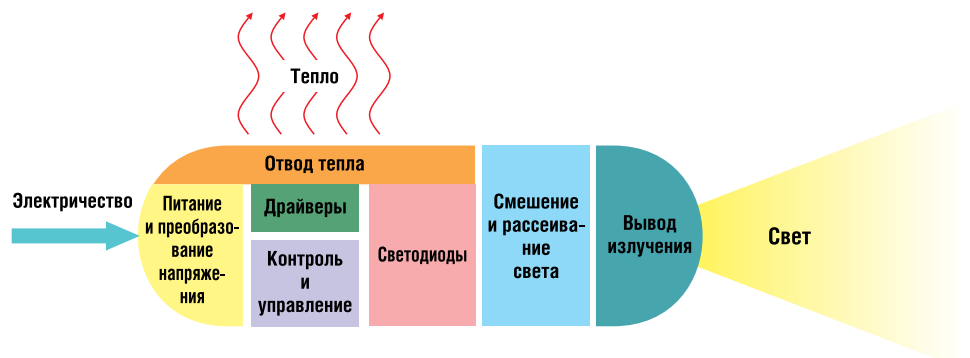 Тепло
Отвод тепла
Электричество
Питание
и преобразо-
вание
напряже-
ния
Драйверы
Контроль
и
управление
Светодиоды
Смешение
и рассеива-
ние
света
Вывод
излучения
Свет